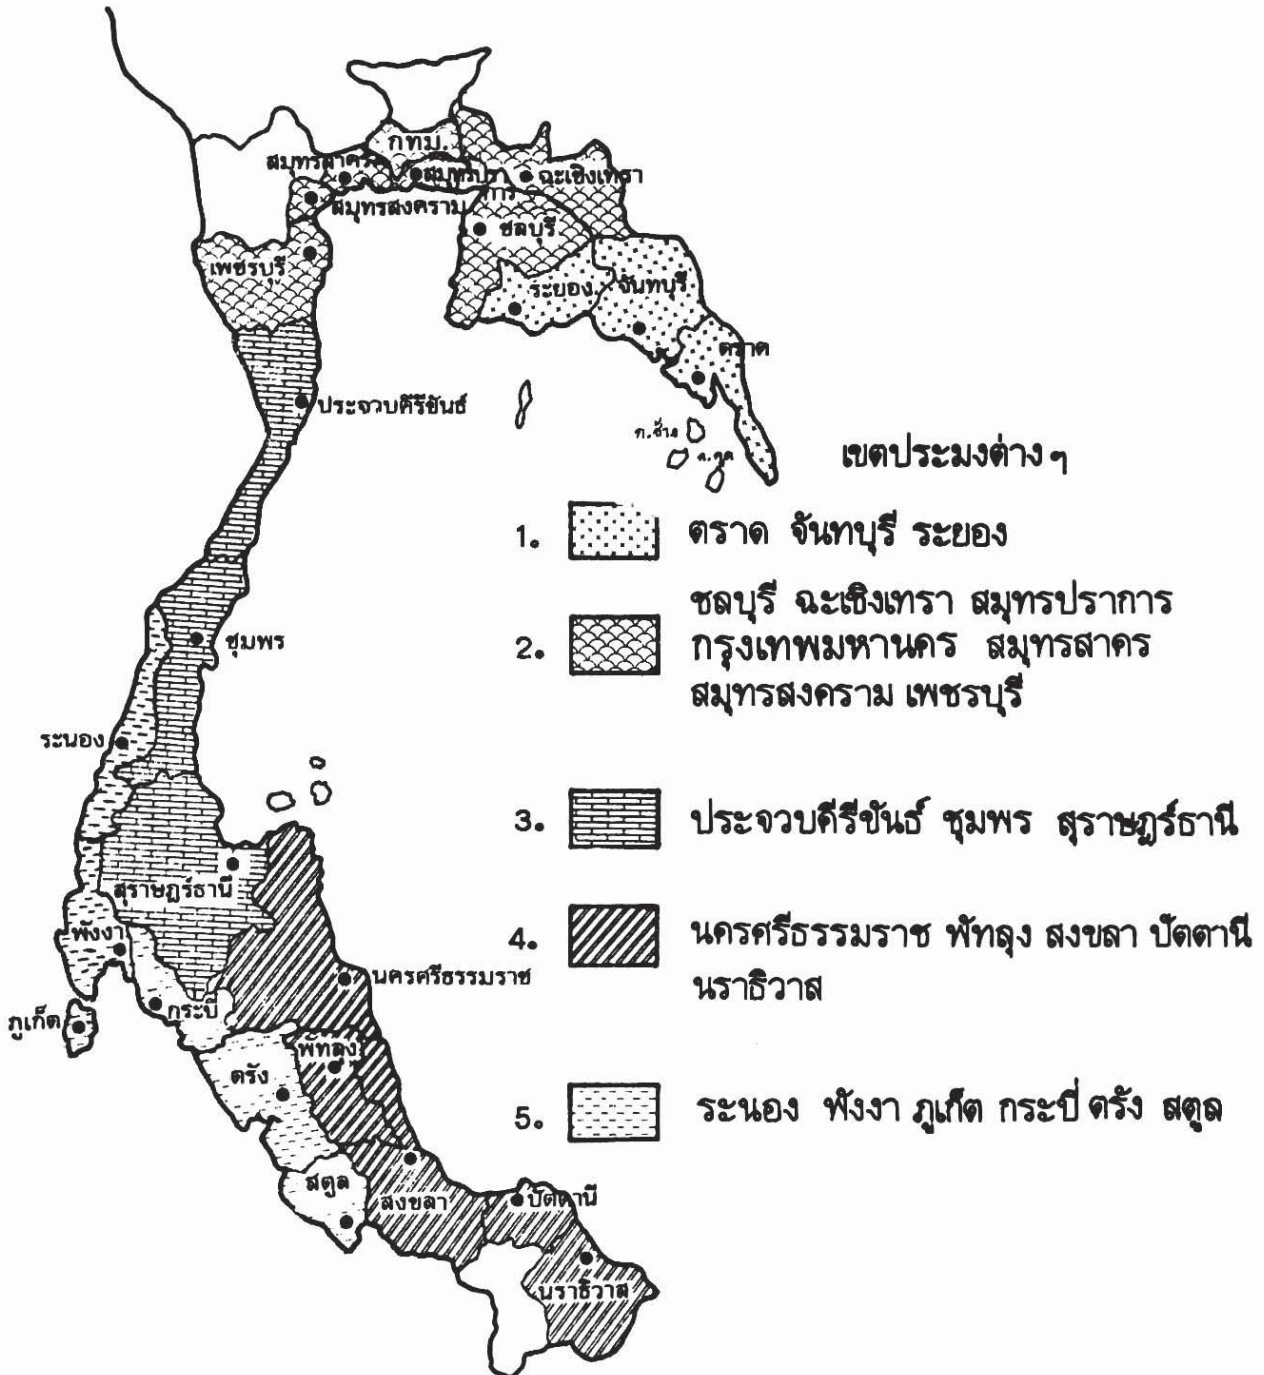 กทม.
สมุทรสาคร
สมุทรปรา
การ
ฉะเชิงเทรา
สมุทรสงคราม
ชลบุรี
เพชรบุรี
ระยอง
จันทบุรี
ตราด
ประจวบคีรีขันธ์
ก.ช้าง
เขตประมงต่าง ๆ
1. ตราด จันทบุรี ระยอง
ชลบุรี ฉะเชิงเทรา สมุทรปราการ
2. กรุงเทพมหานคร สมุทรสาคร
สมุทรสงคราม เพชรบุรี
ชุมพร
ระนอง
3. ประจวบคีรีขันธ์ ชุมพร สุราษฎร์ธานี
สุราษฎร์ธานี
พังงา
4. นครศรีธรรมราช พัทลุง สงขลา ปัตตานี
นราธิวาส
นครศรีธรรมราช
กระบี่
ภูเก็ต
พัทลุง
ตรัง
5. ระนอง พังงา ภูเก็ต กระบี่ ตรัง สตูล
สตูล
สงขลา
ปัตตานี
นราธิวาส